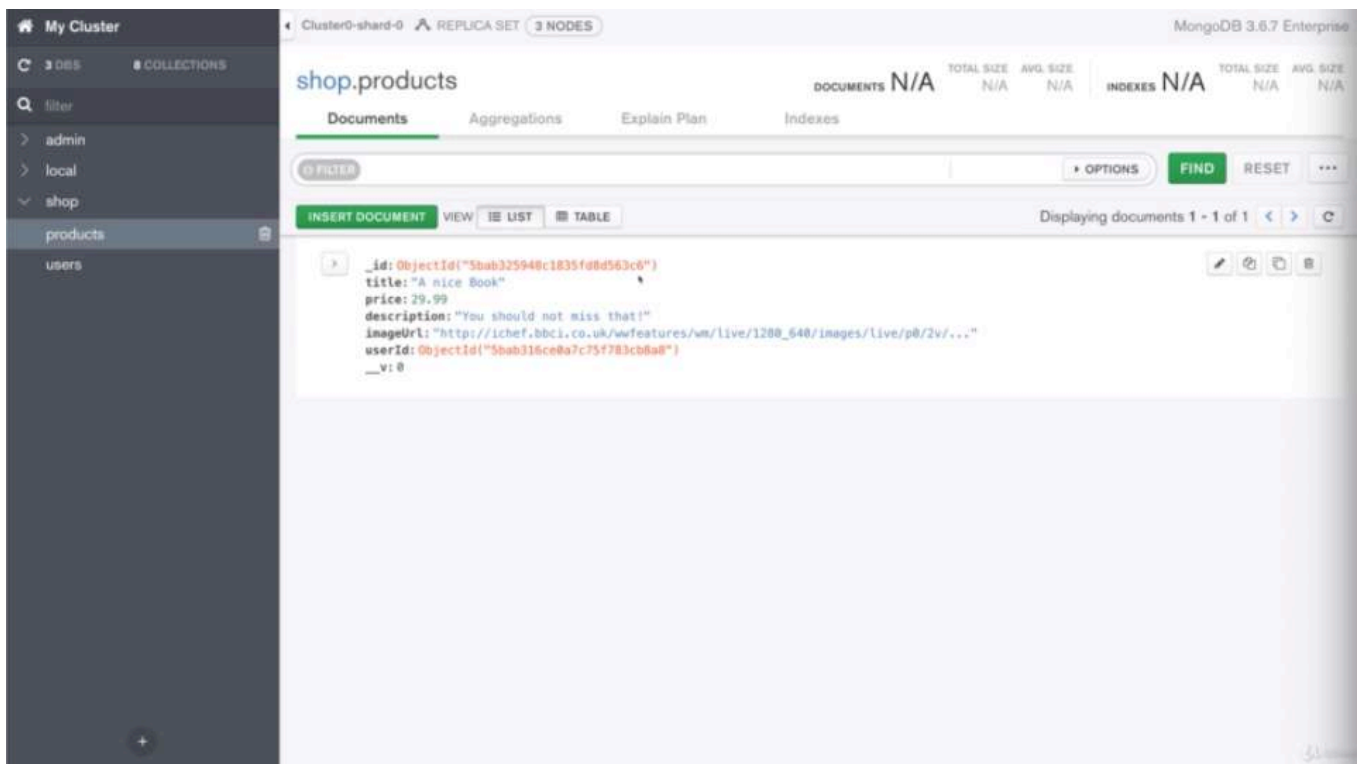 My Cluster
Cluster0-shard-0 REPLICA SET 3 NODES
MongoDB 3.6.7 Enterprise
3 DBS 8 COLLECTIONS
filter
admin
local
shop
products
users
shop.products
DOCUMENTS N/A TOTAL SIZE N/A AVG. SIZE N/A INDEXES N/A TOTAL SIZE N/A AVG. SIZE N/A
Documents Aggregations Explain Plan Indexes
FILTER OPTIONS FIND RESET ...
INSERT DOCUMENT VIEW LIST TABLE Displaying documents 1 - 1 of 1
_id: ObjectId("5bab325948c1835fd8d563c6")
title: "A nice Book"
price: 29.99
description: "You should not miss that!"
imageUrl: "http://ichef.bbci.co.uk/wwfeatures/wm/live/1280_640/images/live/p0/2v/..."
userId: ObjectId("5bab316ce0a7c75f783cb8a8")
__v: 0